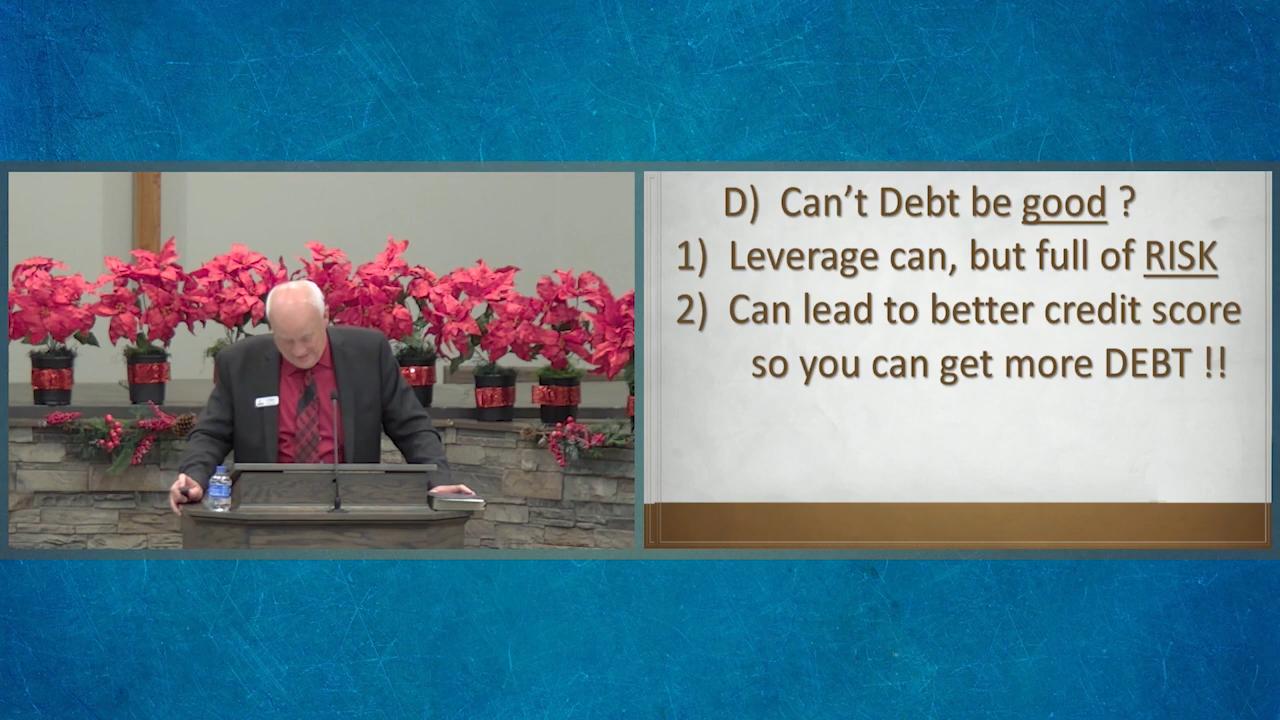 D) Can't Debt be good ?
1) Leverage can, but full of RISK
2) Can lead to better credit score
so you can get more DEBT !!